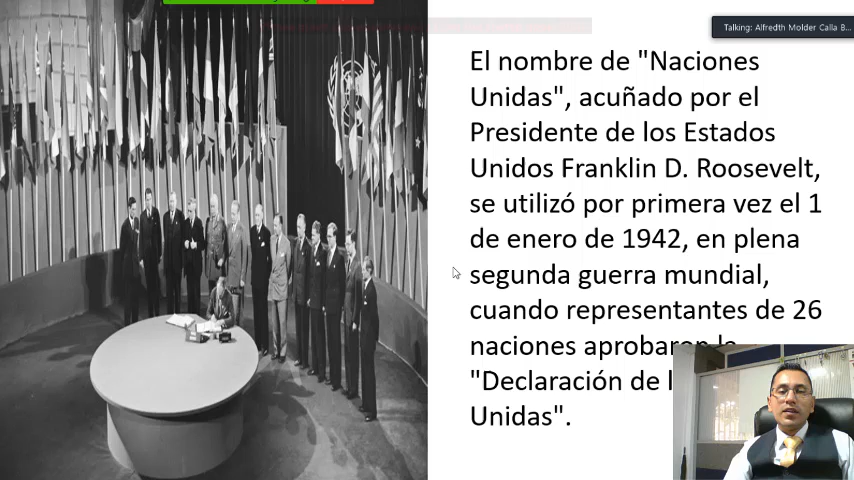 Talking: Alfredth Molder Calla B...
El nombre de "Naciones
Unidas", acuñado por el
Presidente de los Estados
Unidos Franklin D. Roosevelt,
se utilizó por primera vez el 1
de enero de 1942, en plena
segunda guerra mundial,
cuando representantes de 26
naciones aprobaron la
"Declaración de
Unidas".